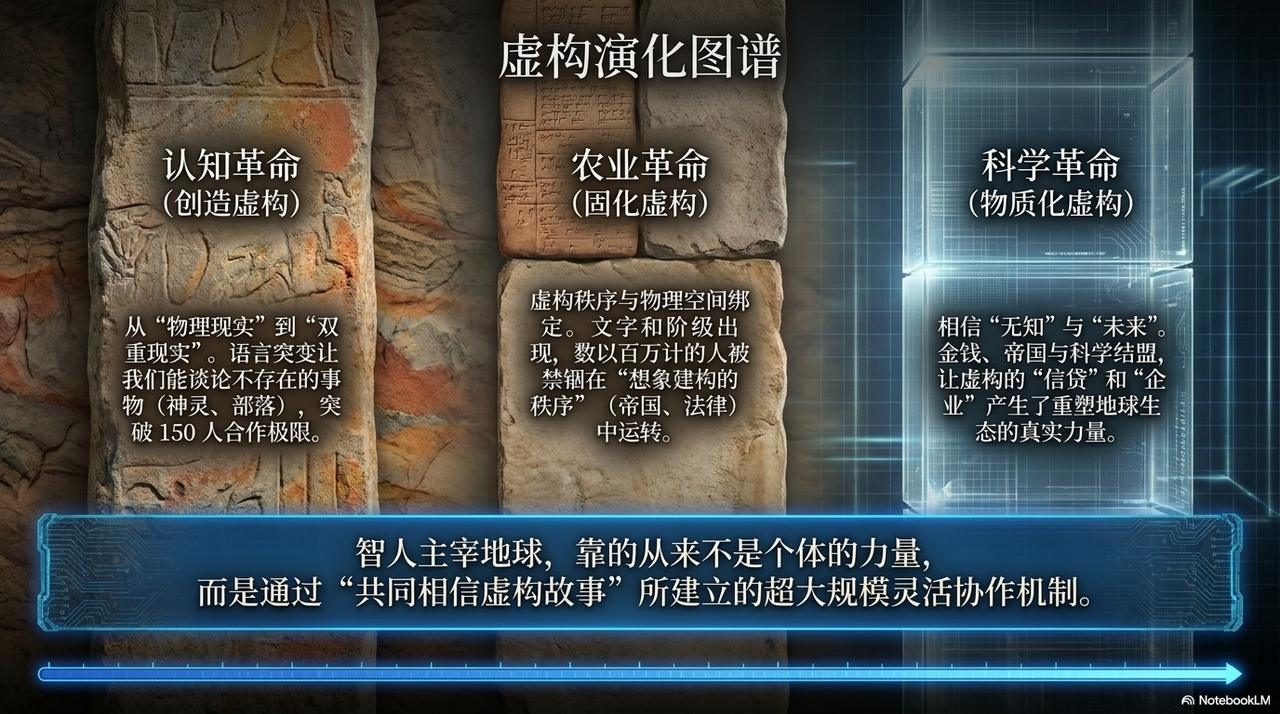 虚构演化图谱
认知革命
（创造虚构）
从“物理现实”到“双
重现实”。语言突变让
我们能谈论不存在的事
物（神灵、部落），突
破 150 人合作极限。
农业革命
（固化虚构）
虚构秩序与物理空间绑
定。文字和阶级出
现，数以百万计的人被
禁锢在“想象建构的
秩序”（帝国、法律）
中运转。
科学革命
（物质化虚构）
相信“无知”与“未来”。
金钱、帝国与科学结盟，
让虚构的“信贷”和“企
业”产生了重塑地球生
态的真实力量。
智人主宰地球，靠的从来不是个体的力量，
而是通过“共同相信虚构故事”所建立的超大规模灵活协作机制。
NotebookLM